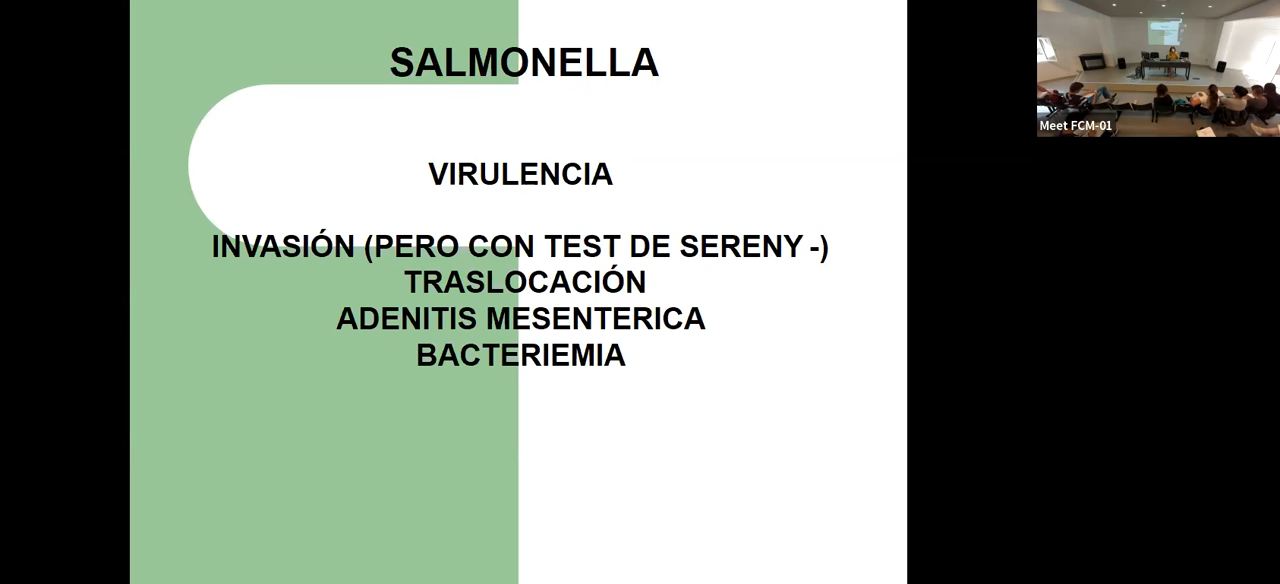 SALMONELLA
VIRULENCIA
INVASIÓN (PERO CON TEST DE SERENY -)
TRASLOCACIÓN
ADENITIS MESENTERICA
BACTERIEMIA
Meet FCM-01